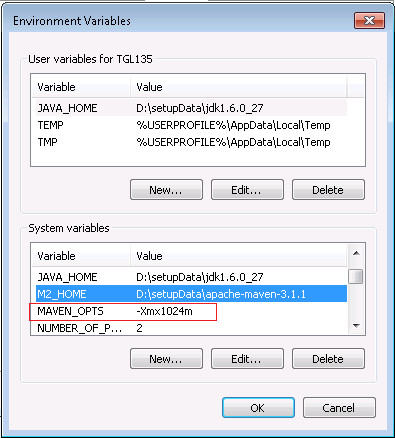 Environment Variables
User variables for TGL135
Variable Value
JAVA_HOME D:\setupData\jdk1.6.0_27
TEMP %USERPROFILE%\AppData\Local\Temp
TMP %USERPROFILE%\AppData\Local\Temp
New... Edit... Delete
System variables
Variable Value
JAVA_HOME D:\setupData\jdk1.6.0_27
M2_HOME D:\setupData\apache-maven-3.1.1
MAVEN_OPTS -Xmx1024m
NUMBER_OF_P... 2
New... Edit... Delete
OK Cancel